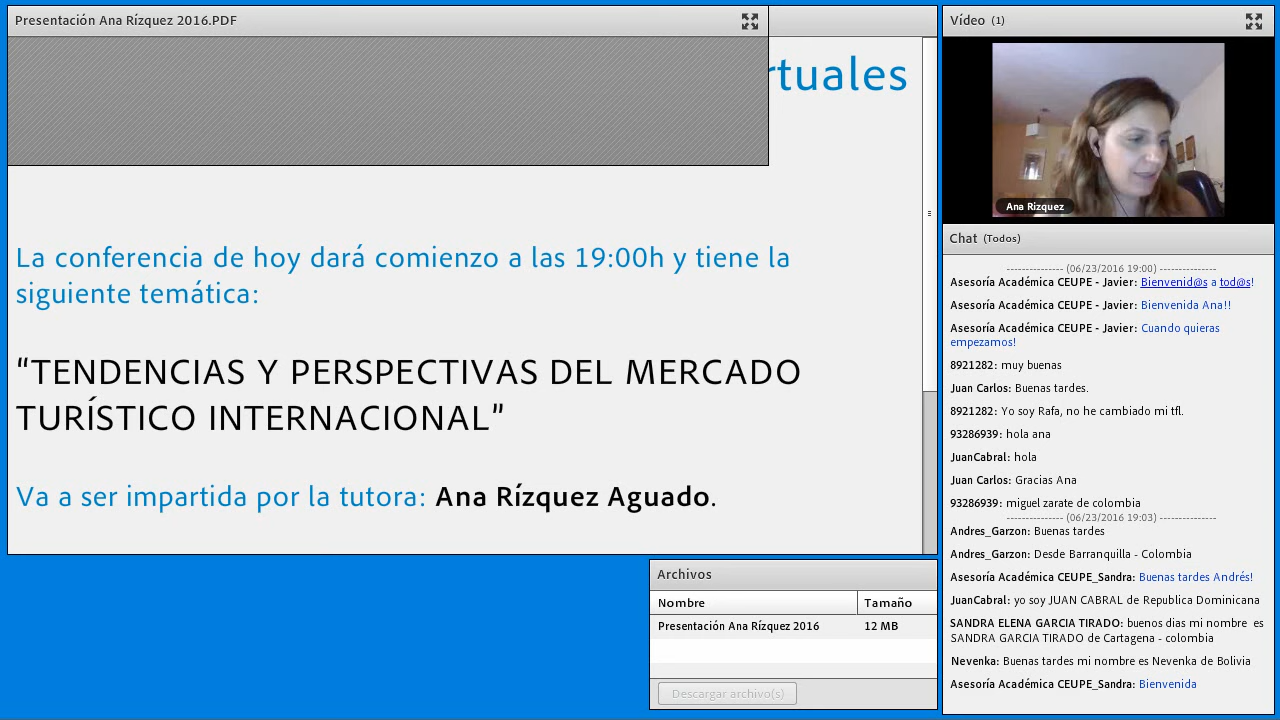 Presentación Ana Rízquez 2016.PDF
rtuales
La conferencia de hoy dará comienzo a las 19:00h y tiene la
siguiente temática:
“TENDENCIAS Y PERSPECTIVAS DEL MERCADO
TURÍSTICO INTERNACIONAL”
Va a ser impartida por la tutora: Ana Rízquez Aguado.
Archivos
Nombre Tamaño
Presentación Ana Rízquez 2016 12 MB
Descargar archivo(s)
Vídeo (1)
Ana Rizquez
Chat (Todos)
--------------- (06/23/2016 19:00) ---------------
Asesoría Académica CEUPE - Javier: Bienvenid@s a tod@s!
Asesoría Académica CEUPE - Javier: Bienvenida Ana!!
Asesoría Académica CEUPE - Javier: Cuando quieras
empezamos!
8921282: muy buenas
Juan Carlos: Buenas tardes.
8921282: Yo soy Rafa, no he cambiado mi tfl.
93286939: hola ana
JuanCabral: hola
Juan Carlos: Gracias Ana
93286939: miguel zarate de colombia
--------------- (06/23/2016 19:03) ---------------
Andres_Garzon: Buenas tardes
Andres_Garzon: Desde Barranquilla - Colombia
Asesoría Académica CEUPE_Sandra: Buenas tardes Andrés!
JuanCabral: yo soy JUAN CABRAL de Republica Dominicana
SANDRA ELENA GARCIA TIRADO: buenos dias mi nombre es
SANDRA GARCIA TIRADO de Cartagena - colombia
Nevenka: Buenas tardes mi nombre es Nevenka de Bolivia
Asesoría Académica CEUPE_Sandra: Bienvenida